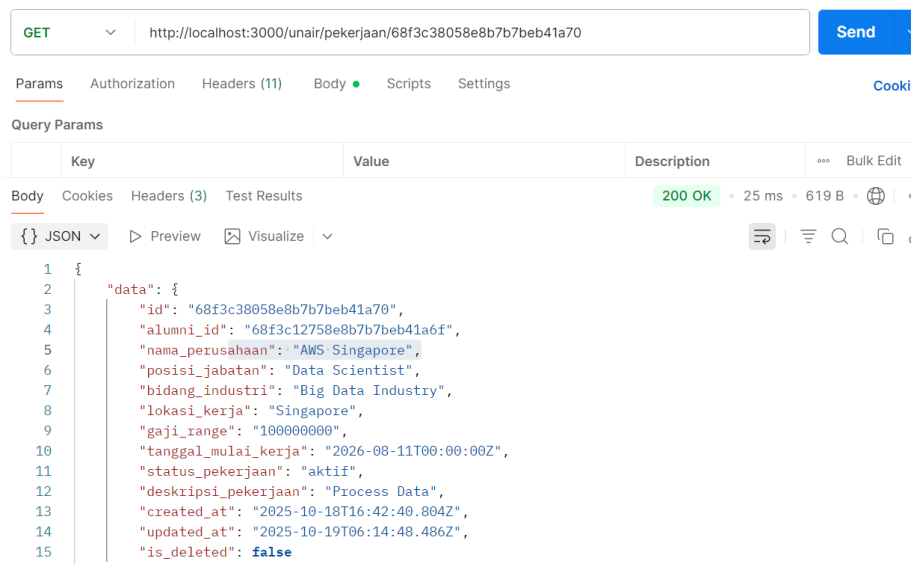 GET http://localhost:3000/unair/pekerjaan/68f3c38058e8b7b7beb41a70 Send
Params Authorization Headers (11) Body Scripts Settings Cooki
Query Params
Key Value Description Bulk Edit
Body Cookies Headers (3) Test Results 200 OK 25 ms 619 B
{} JSON Preview Visualize
1 {
2 "data": {
3 "id": "68f3c38058e8b7b7beb41a70",
4 "alumni_id": "68f3c12758e8b7b7beb41a6f",
5 "nama_perusahaan": "AWS Singapore",
6 "posisi_jabatan": "Data Scientist",
7 "bidang_industri": "Big Data Industry",
8 "lokasi_kerja": "Singapore",
9 "gaji_range": "100000000",
10 "tanggal_mulai_kerja": "2026-08-11T00:00:00Z",
11 "status_pekerjaan": "aktif",
12 "deskripsi_pekerjaan": "Process Data",
13 "created_at": "2025-10-18T16:42:40.804Z",
14 "updated_at": "2025-10-19T06:14:48.486Z",
15 "is_deleted": false